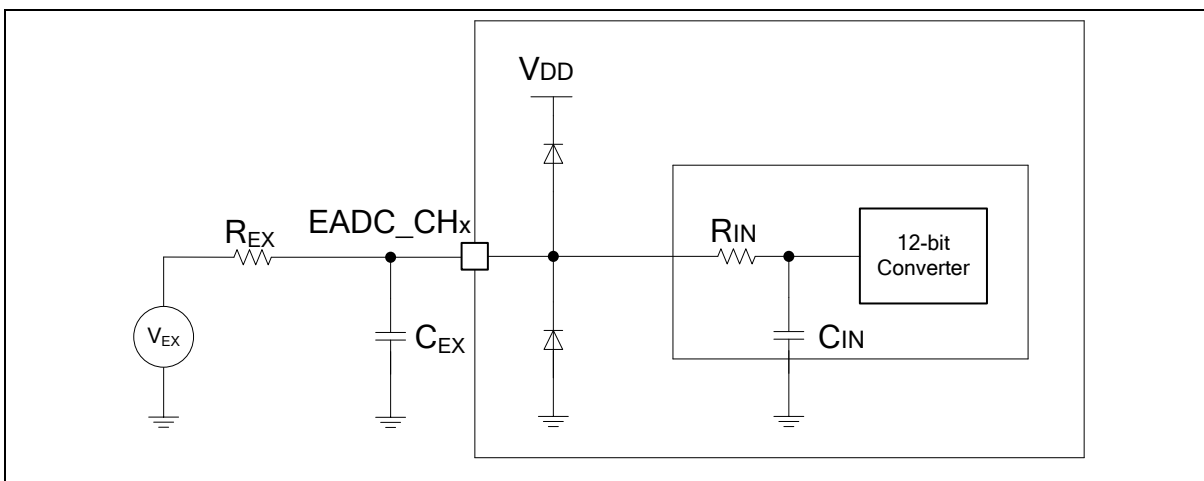 VDD
EADC_CHx
REX
RIN
12-bit
Converter
VEX
CEX
CIN